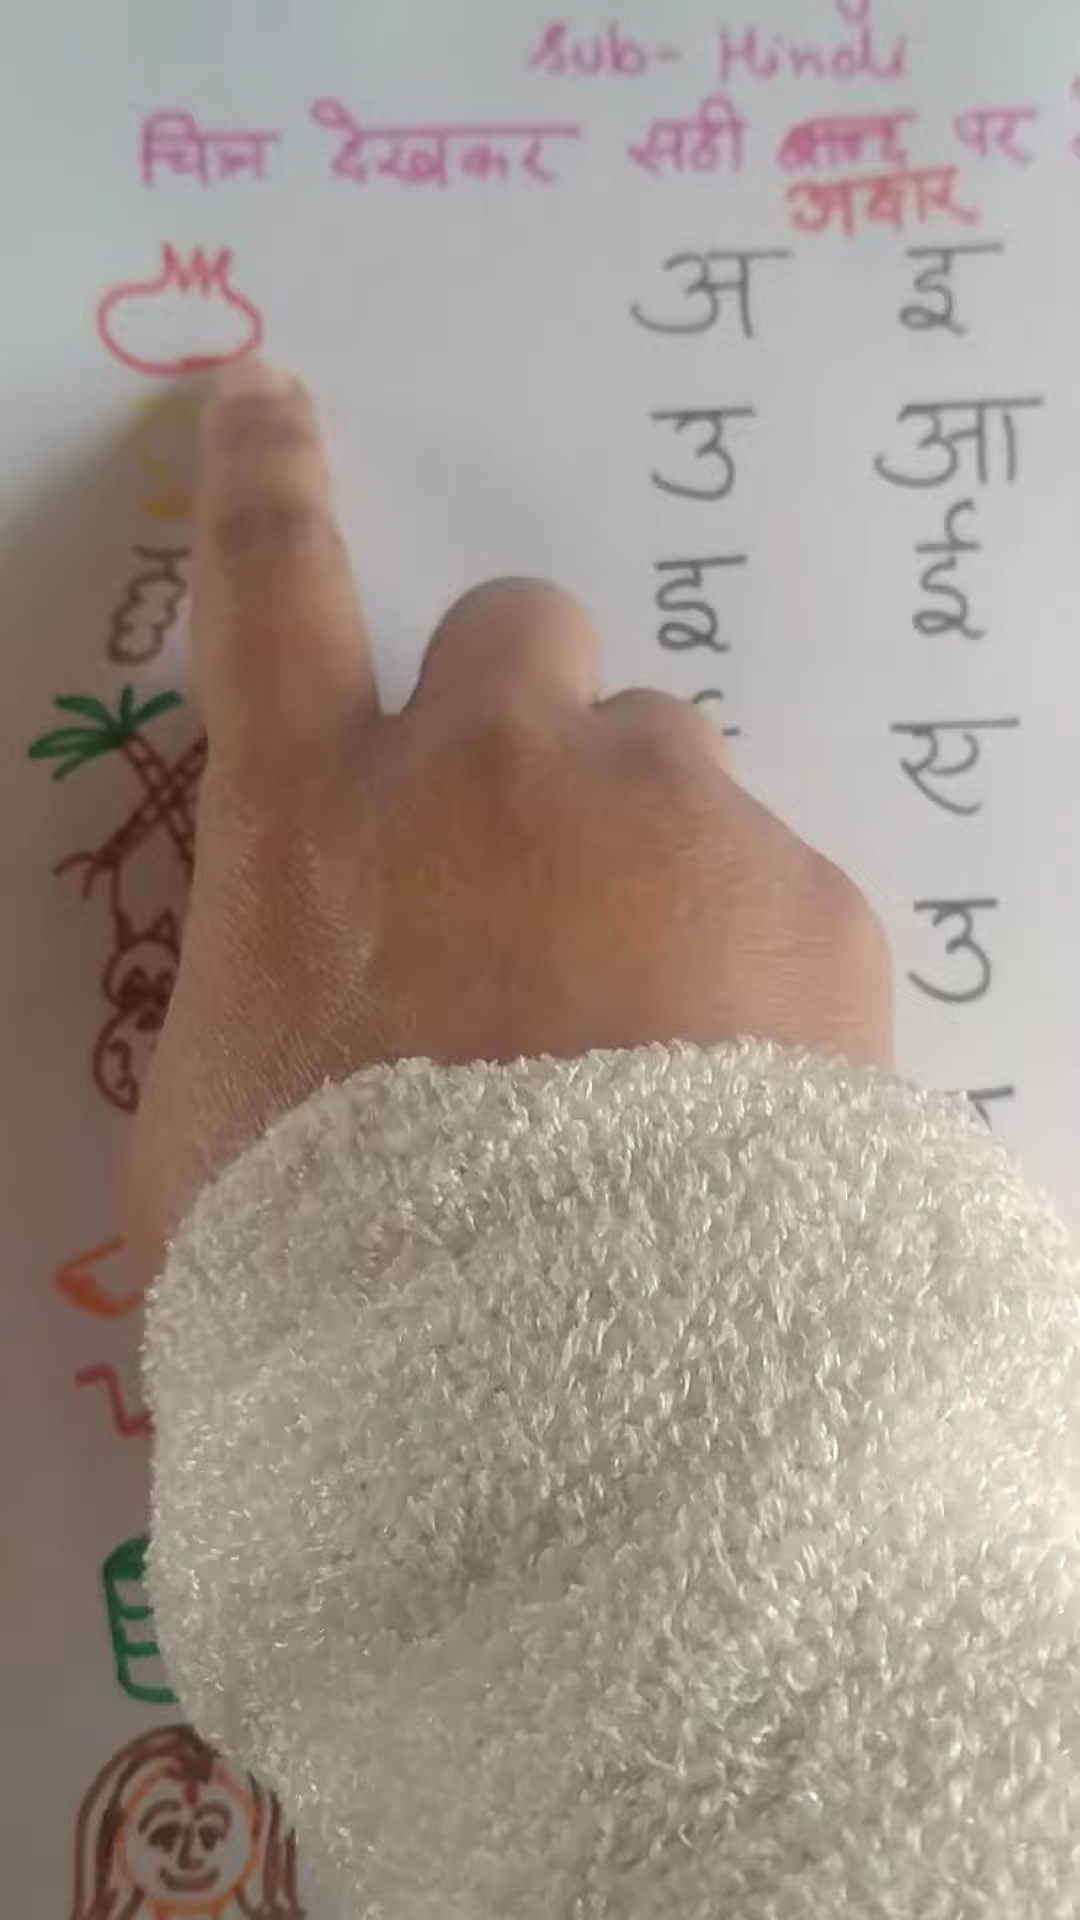 Sub- Hindi
चित्र देखकर सही पर
अक्षर
अ इ
उ आ
ई ई
ए
उ